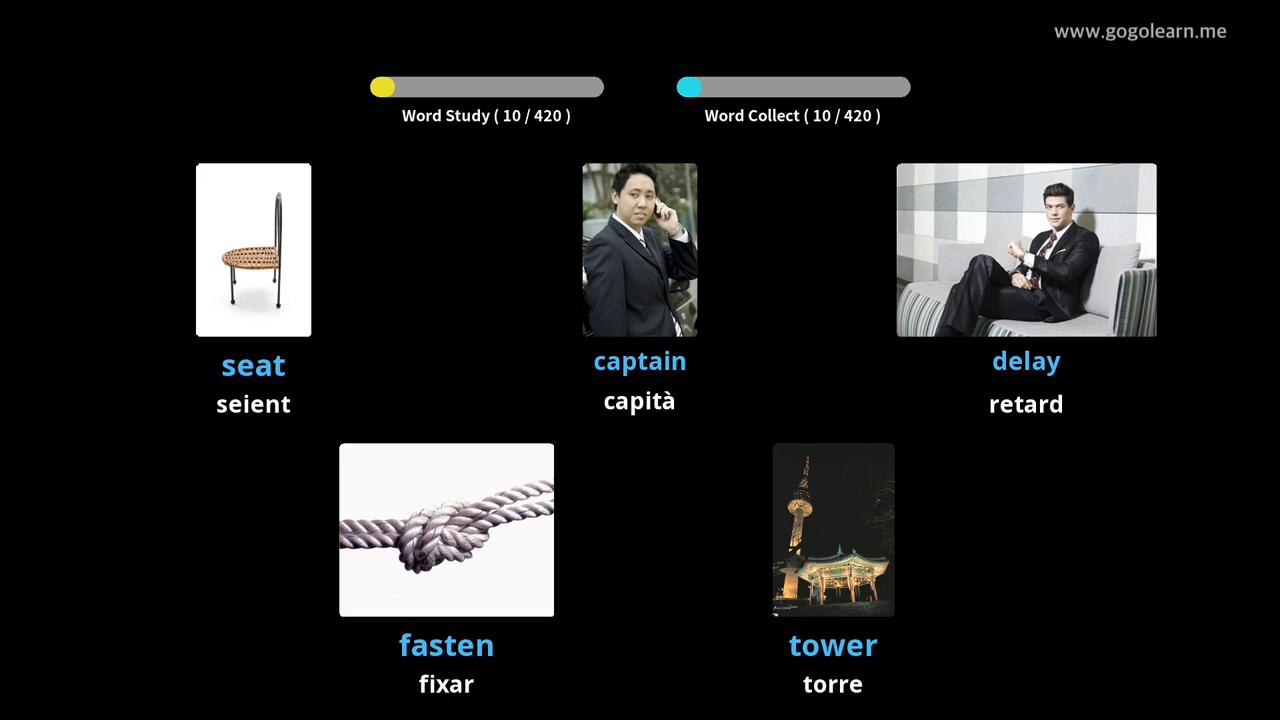 www.gogolearn.me
Word Study ( 10 / 420 )
Word Collect ( 10 / 420 )
seat
seient
captain
capità
delay
retard
fasten
fixar
tower
torre